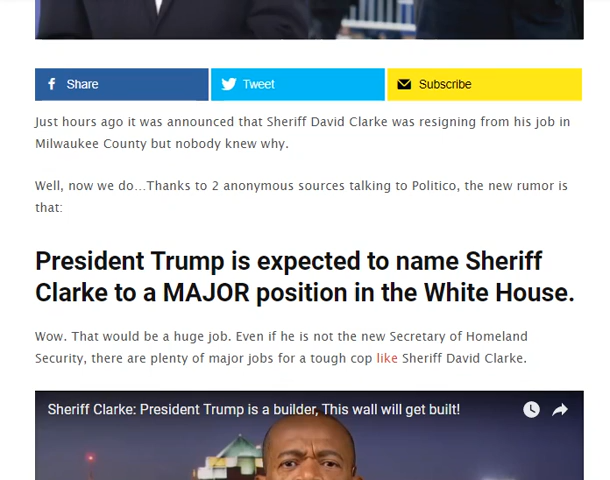 Share
Tweet
Subscribe
Just hours ago it was announced that Sheriff David Clarke was resigning from his job in
Milwaukee County but nobody knew why.
Well, now we do…Thanks to 2 anonymous sources talking to Politico, the new rumor is
that:
President Trump is expected to name Sheriff
Clarke to a MAJOR position in the White House.
Wow. That would be a huge job. Even if he is not the new Secretary of Homeland
Security, there are plenty of major jobs for a tough cop like Sheriff David Clarke.
Sheriff Clarke: President Trump is a builder, This wall will get built!